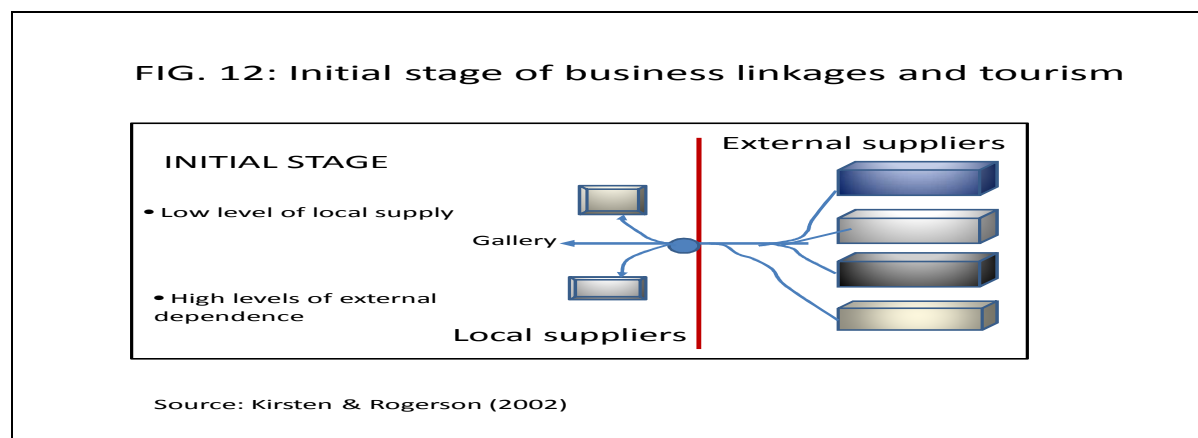 FIG. 12: Initial stage of business linkages and tourism
INITIAL STAGE
External suppliers
• Low level of local supply
Gallery
• High levels of external
dependence
Local suppliers
Source: Kirsten & Rogerson (2002)